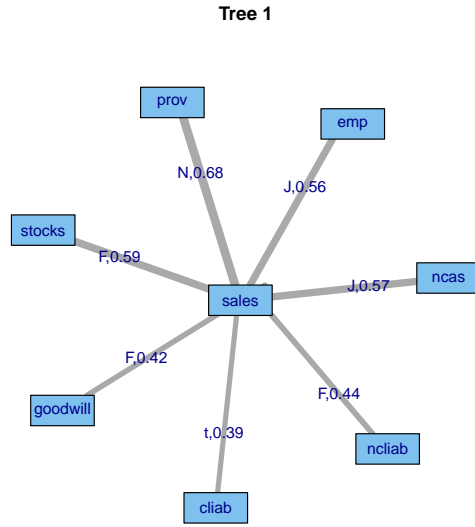 Tree 1
prov
emp
N,0.68
J,0.56
stocks
F,0.59
ncas
J,0.57
sales
F,0.42
F,0.44
goodwill
t,0.39
ncliab
cliab